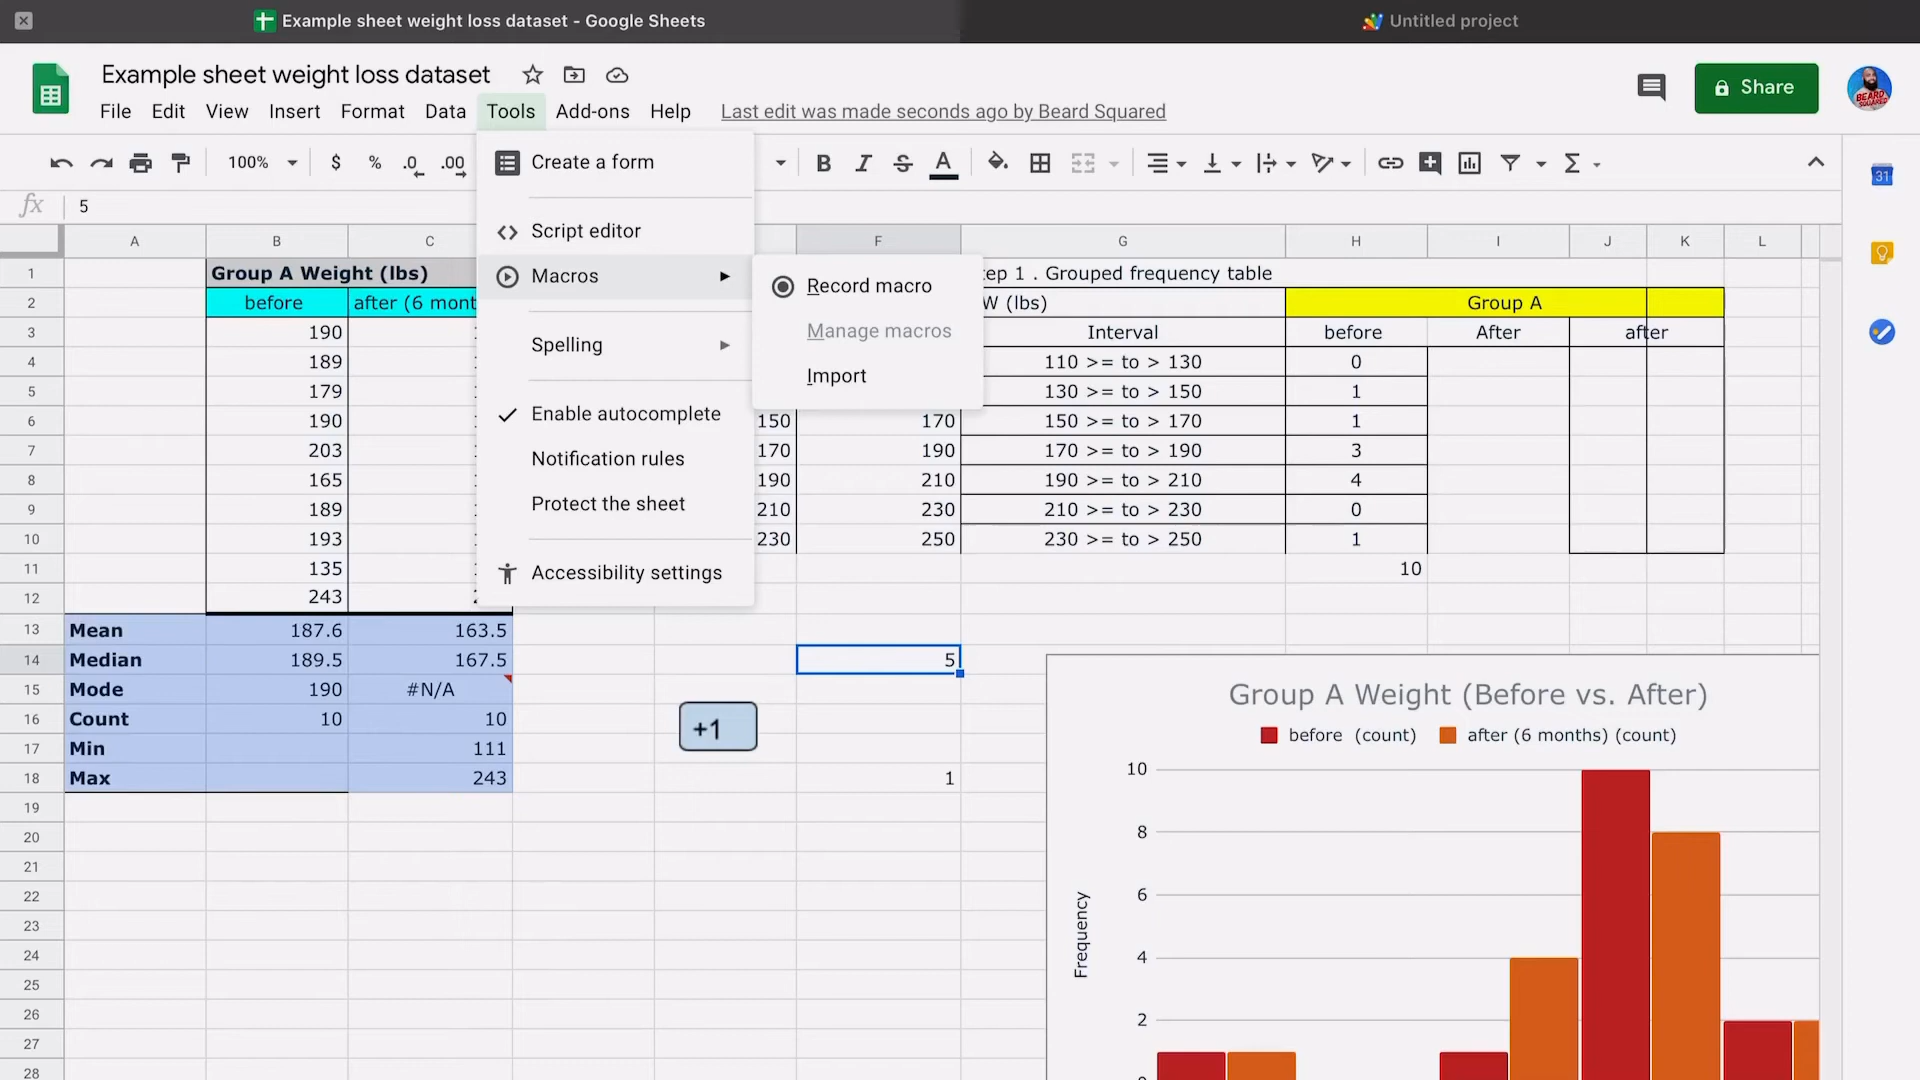 Example sheet weight loss dataset - Google Sheets
Untitled project
Example sheet weight loss dataset
File Edit View Insert Format Data Tools Add-ons Help Last edit was made seconds ago by Beard Squared
Share
BEARD SQUARED
100% $ % .0 .00 B I S A Σ
31
fx 5
Create a form
Script editor
Macros
Spelling
Enable autocomplete
Notification rules
Protect the sheet
Accessibility settings
Record macro
Manage macros
Import
A B C F G H I J K L
1 Group A Weight (lbs) tep 1 . Grouped frequency table
2 before after (6 mont W (lbs) Group A
3 190 Interval before After after
4 189 110 >= to > 130 0
5 179 130 >= to > 150 1
6 190 150 170 150 >= to > 170 1
7 203 170 190 170 >= to > 190 3
8 165 190 210 190 >= to > 210 4
9 189 210 230 210 >= to > 230 0
10 193 230 250 230 >= to > 250 1
11 135 10
12 243
13 Mean 187.6 163.5
14 Median 189.5 167.5 5
15 Mode 190 #N/A
16 Count 10 10
17 Min 111
18 Max 243 1
+1
19
20
21
22
23
24
25
26
27
28
Group A Weight (Before vs. After)
before (count) after (6 months) (count)
Frequency
10
8
6
4
2